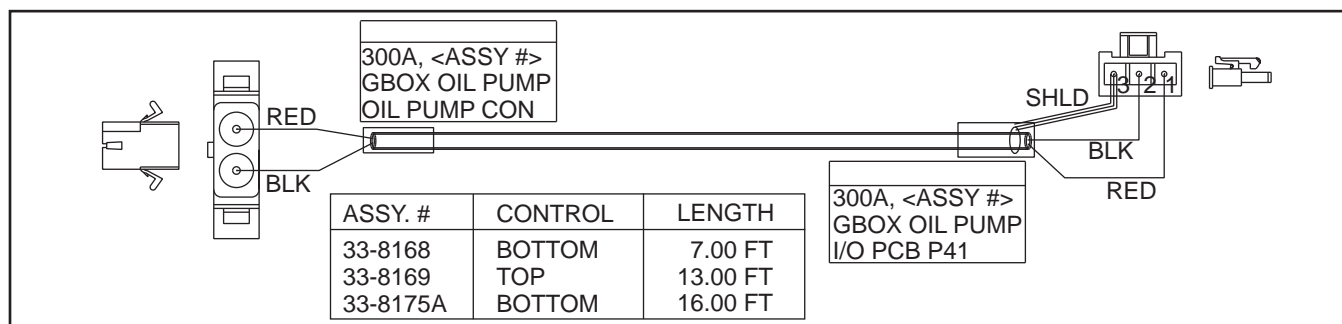 300A, <ASSY #>
GBOX OIL PUMP
OIL PUMP CON
RED
BLK
SHLD
3 2 1
BLK
RED
300A, <ASSY #>
GBOX OIL PUMP
I/O PCB P41
ASSY. # CONTROL LENGTH
33-8168 BOTTOM 7.00 FT
33-8169 TOP 13.00 FT
33-8175A BOTTOM 16.00 FT